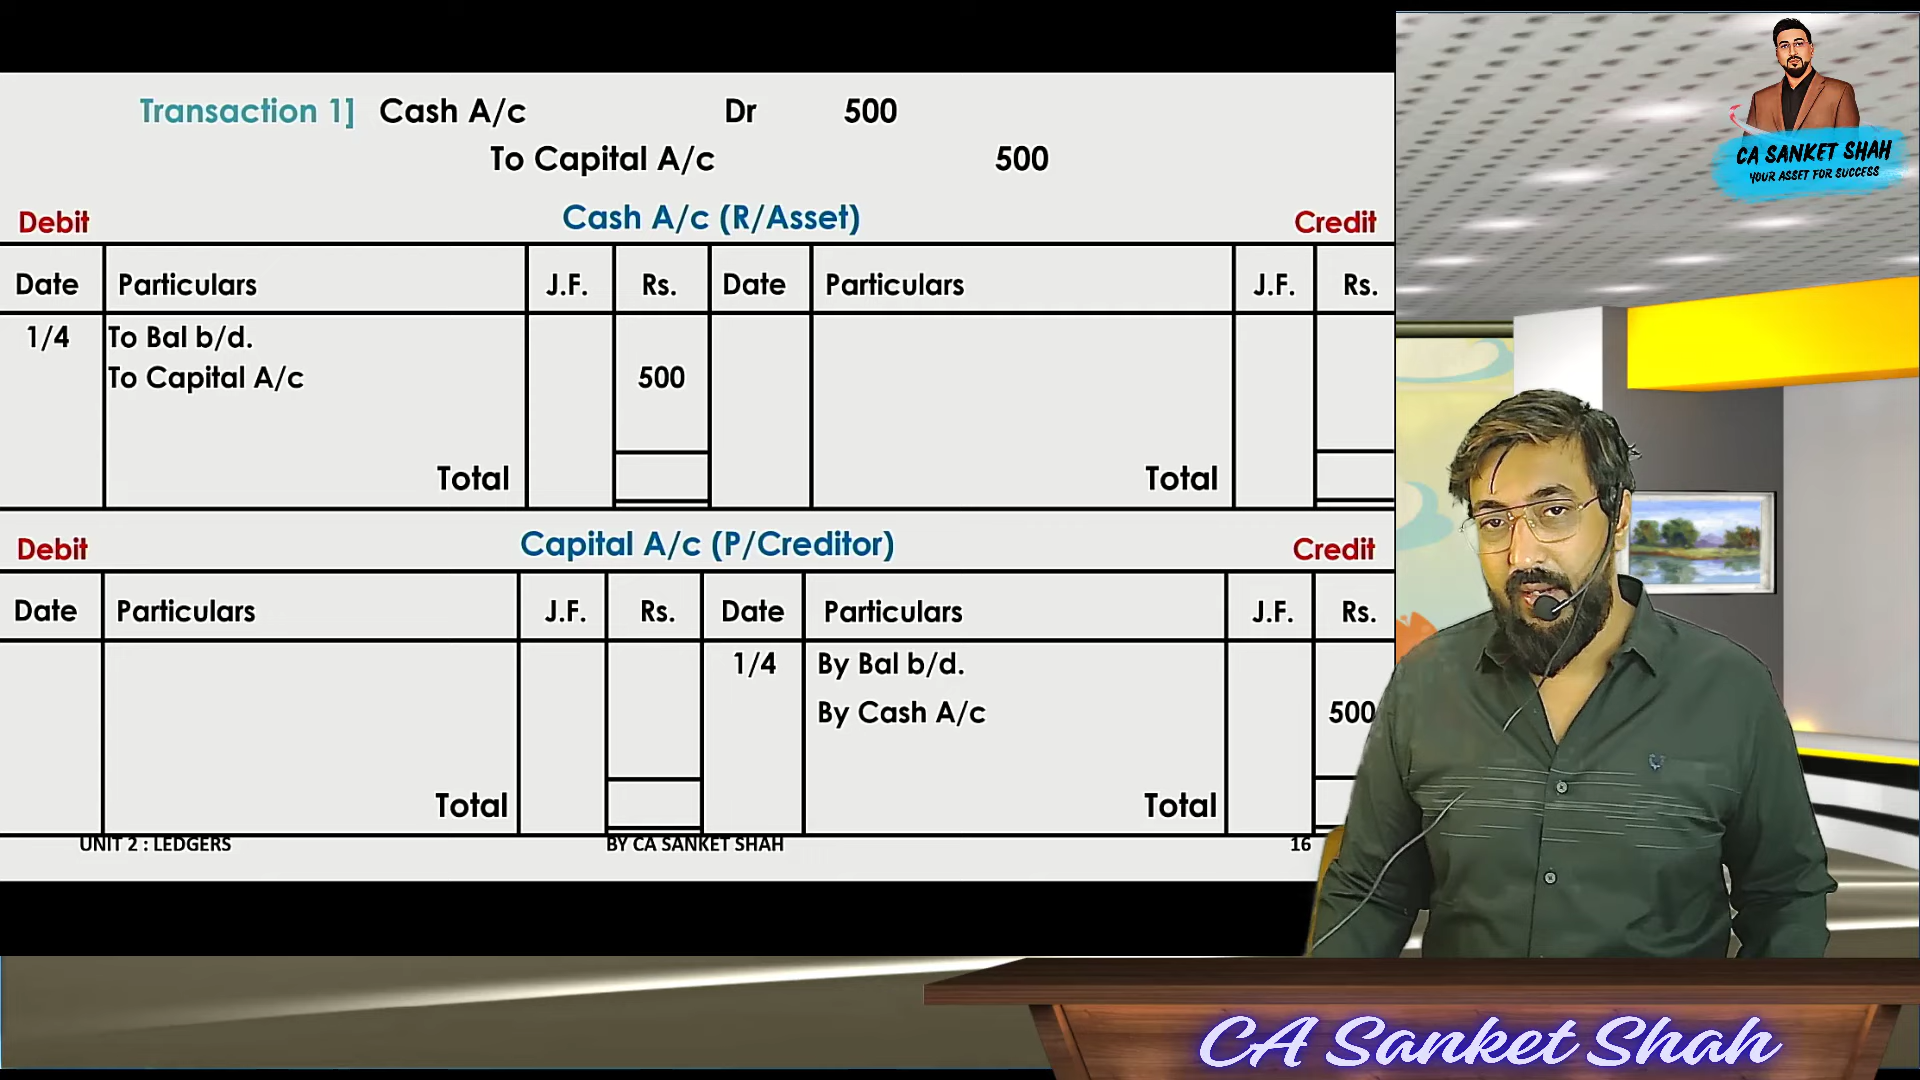 Transaction 1] Cash A/c Dr 500
To Capital A/c 500
Debit Cash A/c (R/Asset) Credit
Date Particulars J.F. Rs. Date Particulars J.F. Rs.
1/4 To Bal b/d.
To Capital A/c 500
Total Total
Debit Capital A/c (P/Creditor) Credit
Date Particulars J.F. Rs. Date Particulars J.F. Rs.
1/4 By Bal b/d.
By Cash A/c 500
Total Total
UNIT 2 : LEDGERS BY CA SANKET SHAH 16
CA SANKET SHAH
YOUR ASSET FOR SUCCESS
CA Sanket Shah